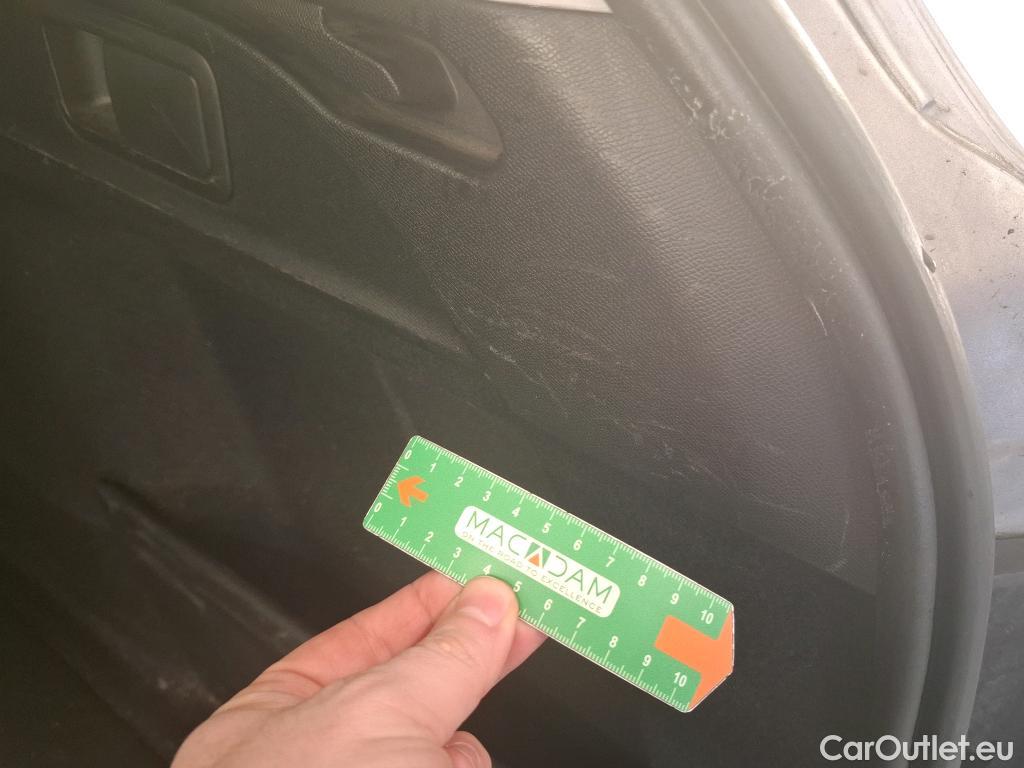 0 1 2 3 4 5 6 7 8 9 10
MACADAM
ON THE ROAD TO EXCELLENCE
0 1 2 3 4 5 6 7 8 9 10
CarOutlet.eu